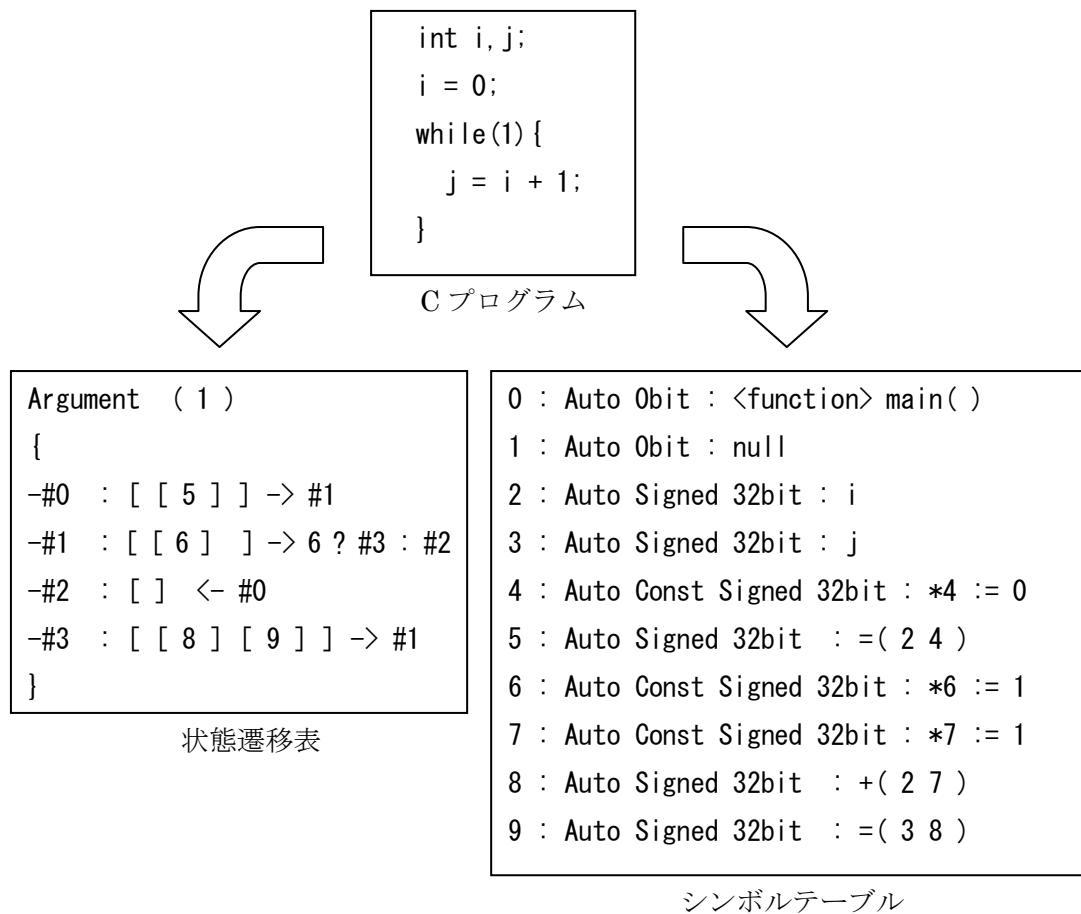 int i,j;
i = 0;
while(1){
j = i + 1;
}
C プログラム
Argument ( 1 )
{
-#0 : [ [ 5 ] ] -> #1
-#1 : [ [ 6 ] ] -> 6 ? #3 : #2
-#2 : [ ] <- #0
-#3 : [ [ 8 ] [ 9 ] ] -> #1
}
状態遷移表
0 : Auto 0bit : <function> main( )
1 : Auto 0bit : null
2 : Auto Signed 32bit : i
3 : Auto Signed 32bit : j
4 : Auto Const Signed 32bit : *4 := 0
5 : Auto Signed 32bit : =( 2 4 )
6 : Auto Const Signed 32bit : *6 := 1
7 : Auto Const Signed 32bit : *7 := 1
8 : Auto Signed 32bit : +( 2 7 )
9 : Auto Signed 32bit : =( 3 8 )
シンボルテーブル